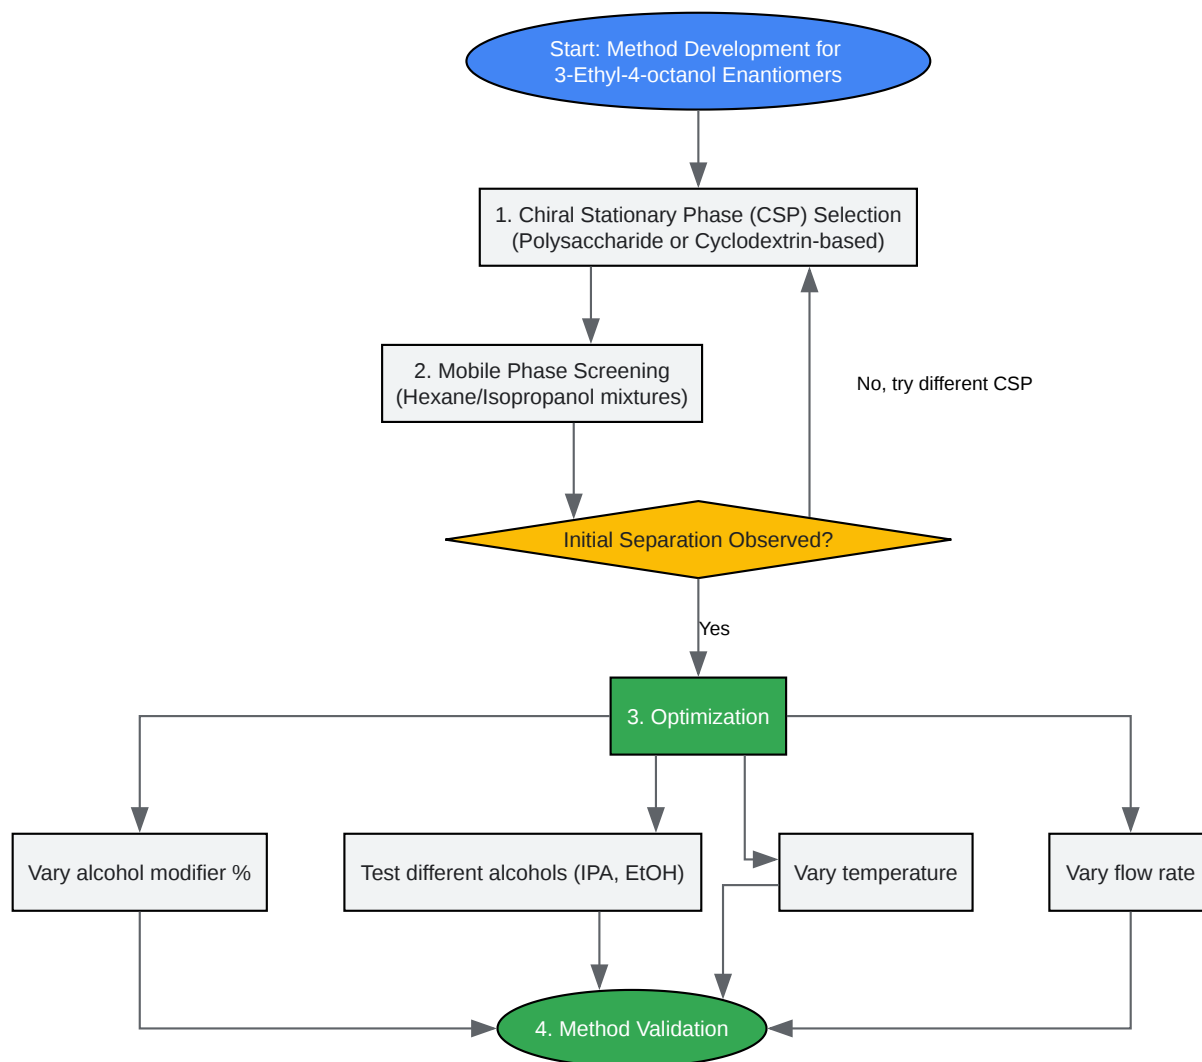 Start: Method Development for
3-Ethyl-4-octanol Enantiomers
1. Chiral Stationary Phase (CSP) Selection
(Polysaccharide or Cyclodextrin-based)
2. Mobile Phase Screening
(Hexane/Isopropanol mixtures)
No, try different CSP
Initial Separation Observed?
Yes
3. Optimization
Vary alcohol modifier %
Test different alcohols (IPA, EtOH)
Vary temperature
Vary flow rate
4. Method Validation